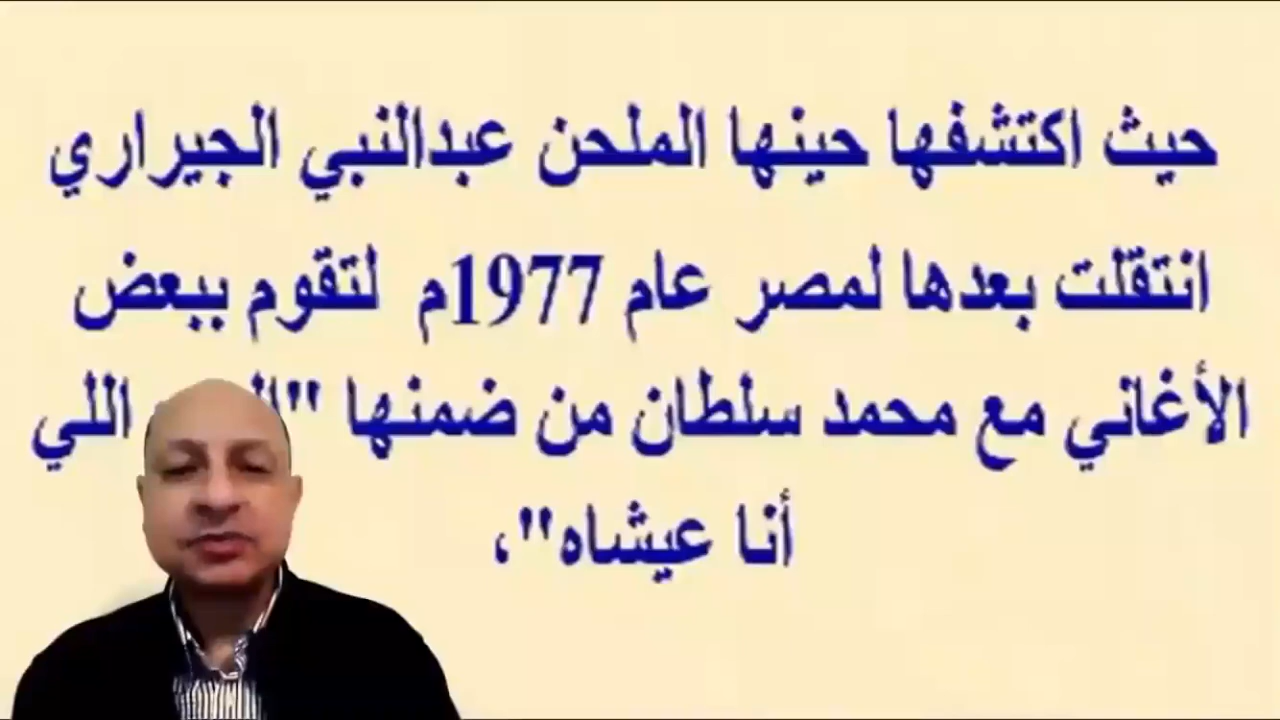 حيث اكتشفها حينها الملحن عبدالنبي الجيراري
انتقلت بعدها لمصر عام 1977م لتقوم ببعض
الأغاني مع محمد سلطان من ضمنها " اللي
أنا عيشاه"،